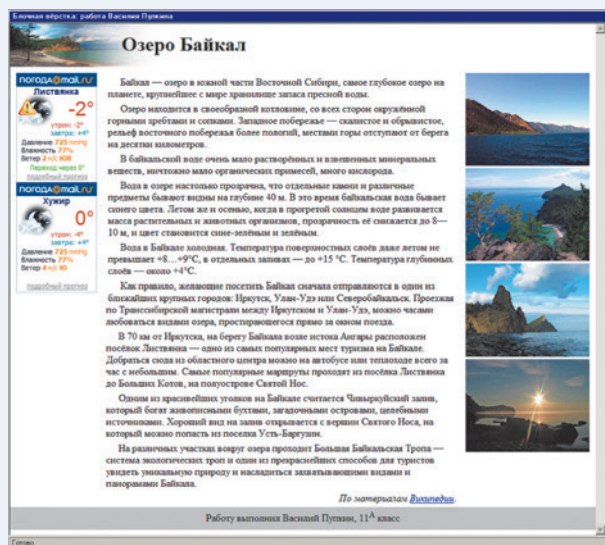 Блочная вёрстка: работа Василия Пупкина
Озеро Байкал
погода@mail.ru
Листвянка
-2°
утром: -2°
завтра: +4°
Давление 725 mmHg
Влажность 77%
Ветер 2 м/с ЮВ
Переход через 0°
подробный прогноз
погода@mail.ru
Хужир
0°
утром: -4°
завтра: +2°
Давление 725 mmHg
Влажность 77%
Ветер 4 м/с Ю
подробный прогноз
Байкал — озеро в южной части Восточной Сибири, самое глубокое озеро на
планете, крупнейшее с мире хранилище запаса пресной воды.
Озеро находится в своеобразной котловине, со всех сторон окружённой
горными хребтами и сопками. Западное побережье — скалистое и обрывистое,
рельеф восточного побережья более пологий, местами горы отступают от берега
на десятки километров.
В байкальской воде очень мало растворённых и взвешенных минеральных
веществ, ничтожно мало органических примесей, много кислорода.
Вода в озере настолько прозрачна, что отдельные камни и различные
предметы бывают видны на глубине 40 м. В это время байкальская вода бывает
синего цвета. Летом же и осенью, когда в прогретой солнцем воде развивается
масса растительных и животных организмов, прозрачность её снижается до 8—
10 м, и цвет становится сине-зелёным и зелёным.
Вода в Байкале холодная. Температура поверхностных слоёв даже летом не
превышает +8…+9°C, в отдельных заливах — до +15 °C. Температура глубинных
слоёв — около +4°C.
Как правило, желающие посетить Байкал сначала отправляются в один из
ближайших крупных городов: Иркутск, Улан-Удэ или Северобайкальск. Проезжая
по Транссибирской магистрали между Иркутском и Улан-Удэ, можно часами
любоваться видами озера, простирающегося прямо за окном поезда.
В 70 км от Иркутска, на берегу Байкала возле истока Ангары расположен
посёлок Листвянка — одно из самых популярных мест туризма на Байкале.
Добраться сюда из областного центра можно на автобусе или теплоходе всего за
час с небольшим. Самые популярные маршруты проходят из посёлка Листвянка
до Больших Котов, на полуострове Святой Нос.
Одним из красивейших уголков на Байкале считается Чивыркуйский залив,
который богат живописными бухтами, загадочными островами, целебными
источниками. Хороший вид на залив открывается с вершин Святого Носа, на
который можно попасть из поселка Усть-Баргузин.
На различных участках вокруг озера проходит Большая Байкальская Тропа —
система экологических троп и один из прекраснейших способов для туристов
увидеть уникальную природу и насладиться захватывающими видами и
панорамами Байкала.
По материалам Википедии.
Работу выполнил Василий Пупкин, 11А класс
Готово